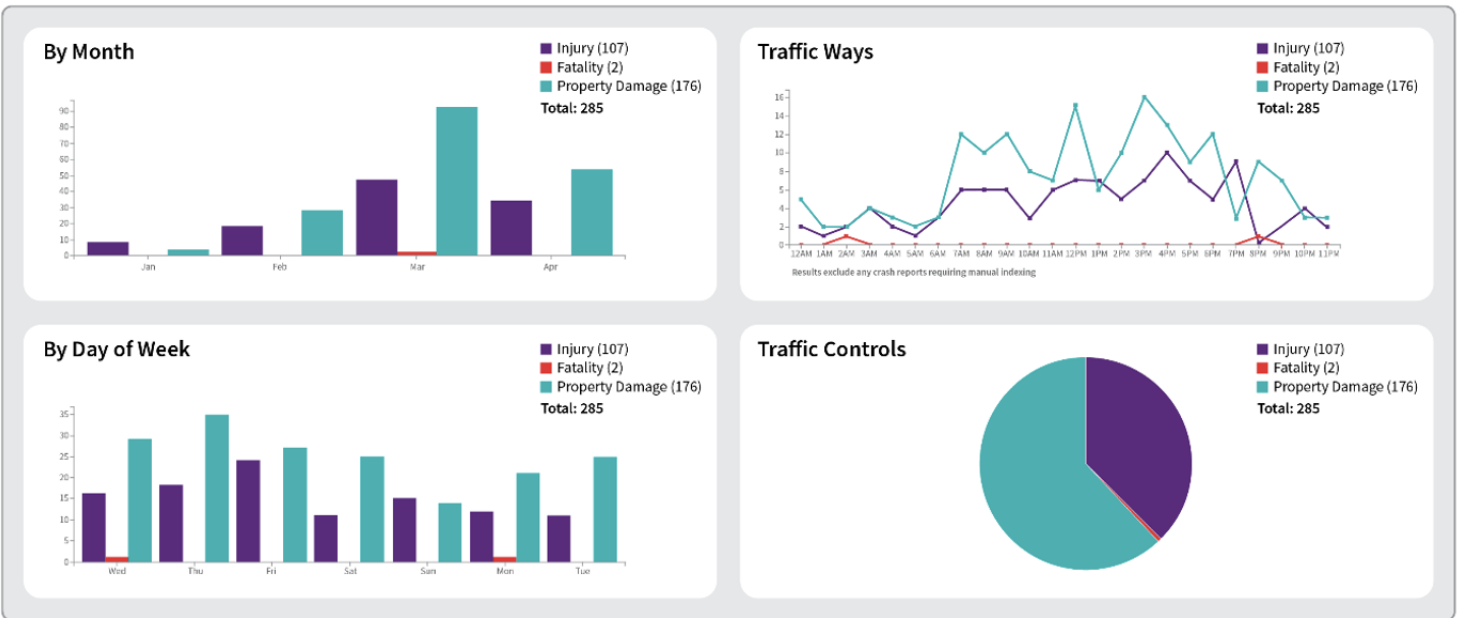 By Month
Injury (107)
Fatality (2)
Property Damage (176)
Total: 285
90
80
70
60
50
40
30
20
10
0
Jan Feb Mar Apr
Traffic Ways
Injury (107)
Fatality (2)
Property Damage (176)
Total: 285
16
14
12
10
8
5
4
2
0
12AM 1AM 2AM 3AM 4AM 5AM 6AM 7AM 8AM 9AM 10AM 11AM 12PM 1PM 2PM 3PM 4PM 5PM 6PM 7PM 8PM 9PM 10PM 11PM
Results exclude any crash reports requiring manual indexing
By Day of Week
Injury (107)
Fatality (2)
Property Damage (176)
Total: 285
35
30
25
20
15
10
5
0
Wed Thu Fri Sat Sun Mon Tue
Traffic Controls
Injury (107)
Fatality (2)
Property Damage (176)
Total: 285